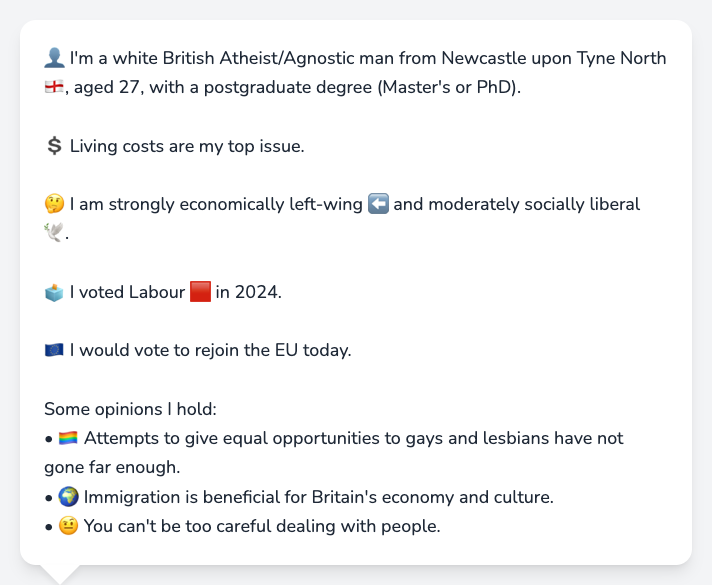 👤 I'm a white British Atheist/Agnostic man from Newcastle upon Tyne North
🏴󠁧󠁢󠁥󠁮󠁧󠁿, aged 27, with a postgraduate degree (Master's or PhD).
💲 Living costs are my top issue.
🤔 I am strongly economically left-wing ⬅️ and moderately socially liberal
🕊️.
🗳️ I voted Labour 🟥 in 2024.
🇪🇺 I would vote to rejoin the EU today.
Some opinions I hold:
• 🏳️‍🌈 Attempts to give equal opportunities to gays and lesbians have not
gone far enough.
• 🌍 Immigration is beneficial for Britain's economy and culture.
• 🤨 You can't be too careful dealing with people.